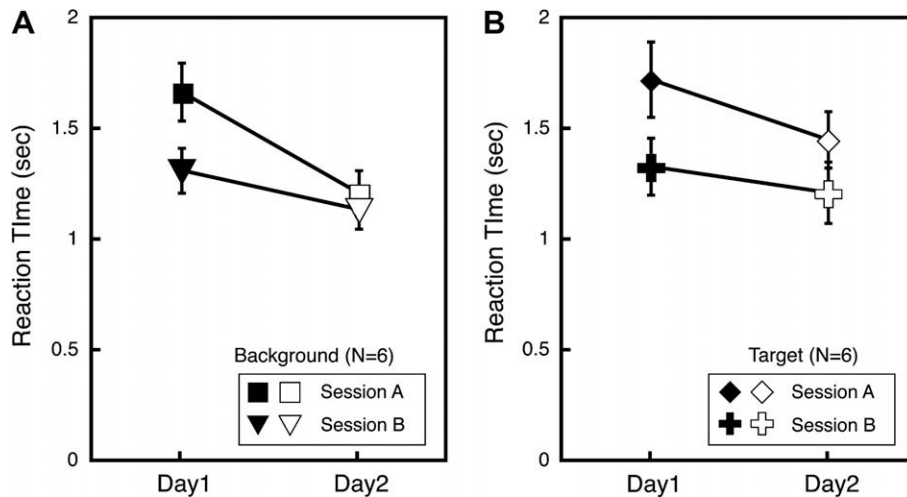 A
Reaction TIme (sec)
2
1.5
1
0.5
0
Background (N=6)
Session A
Session B
Day1 Day2
B
Reaction TIme (sec)
2
1.5
1
0.5
0
Target (N=6)
Session A
Session B
Day1 Day2